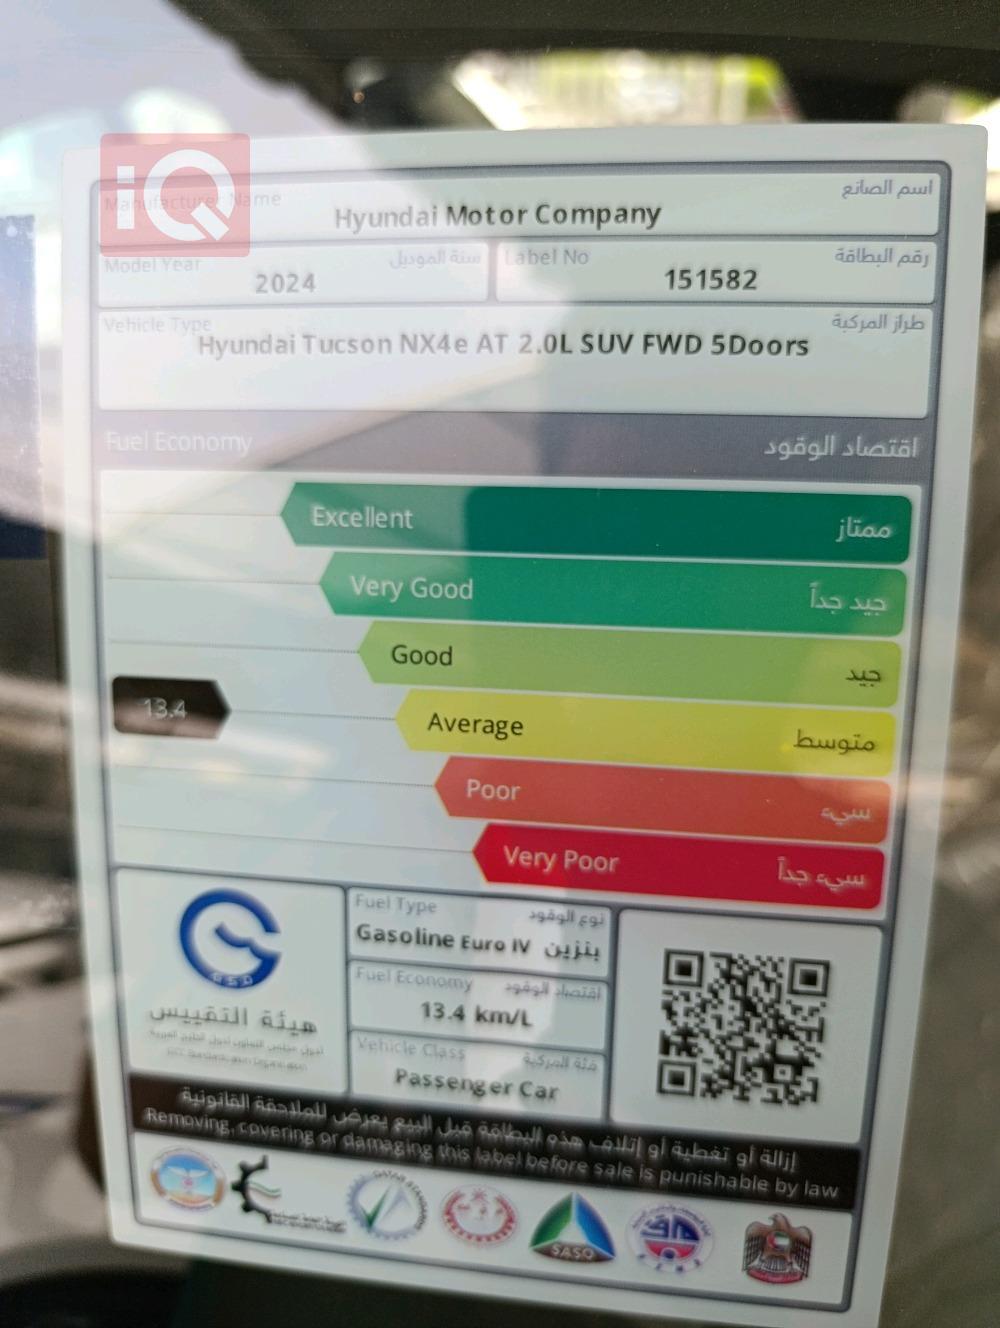 iQ
Manufacturer Name اسم الصانع
Hyundai Motor Company
Model Year سنة الموديل
2024
Label No رقم البطاقة
151582
Vehicle Type طراز المركبة
Hyundai Tucson NX4e AT 2.0L SUV FWD 5Doors
Fuel Economy اقتصاد الوقود
Excellent ممتاز
Very Good جيد جداً
Good جيد
13.4 Average متوسط
Poor سيء
Very Poor سيء جداً
GSO
هيئة التقييس
Fuel Type نوع الوقود
Gasoline Euro IV بنزين
Fuel Economy اقتصاد الوقود
13.4 km/L
Vehicle Class فئة المركبة
Passenger Car
إزالة أو تغطية أو إتلاف هذه البطاقة قبل البيع يعرض للملاحقة القانونية
Removing, covering or damaging this label before sale is punishable by law
QATAR STANDARDS
SASO